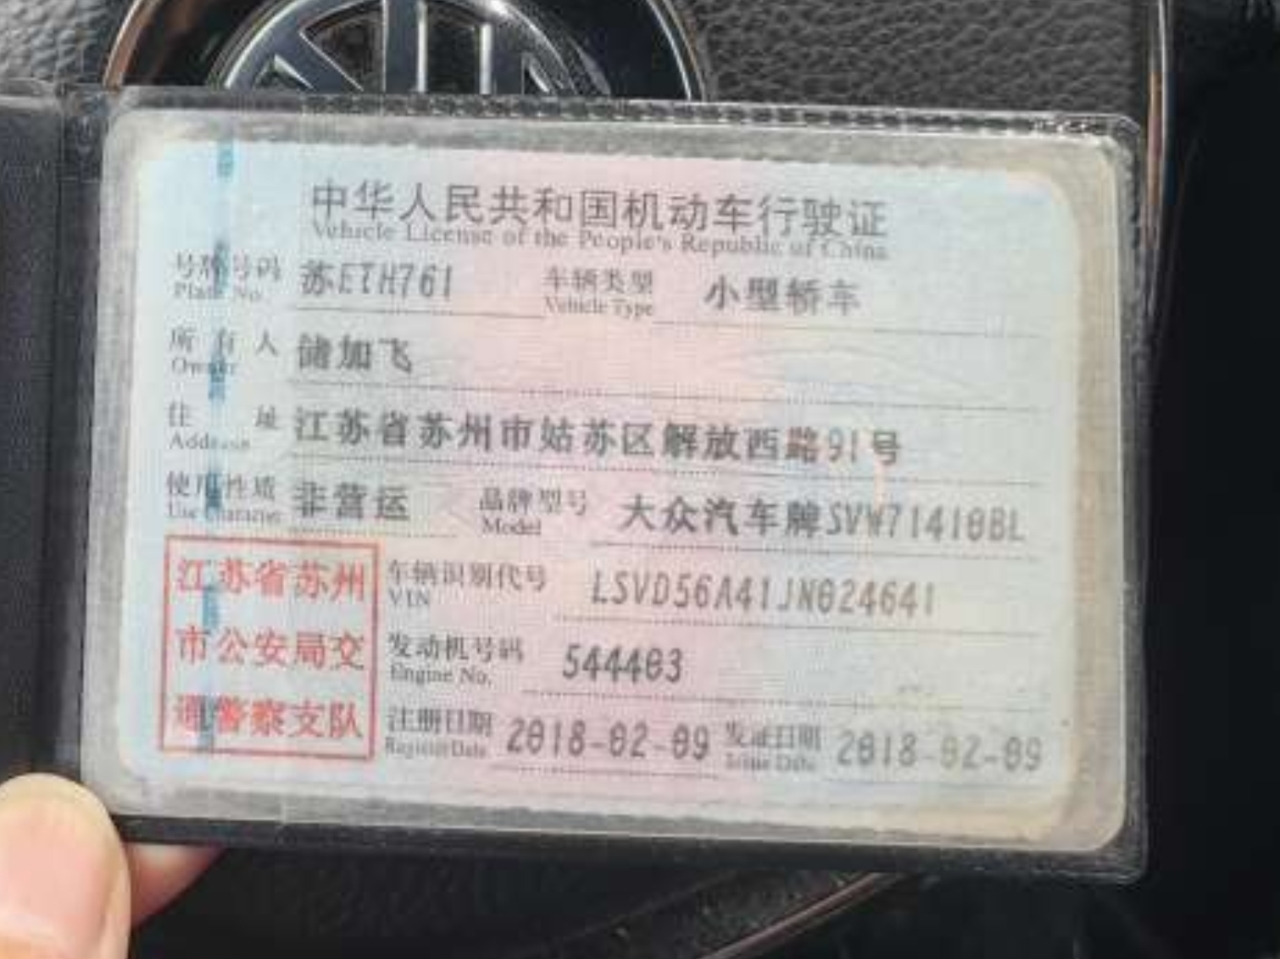 中华人民共和国机动车行驶证
Vehicle License of the People's Republic of China
号牌号码 苏ETH761 车辆类型 小型轿车
Plate No. Vehicle Type
所有人 储加飞
Owner
住址 江苏省苏州市姑苏区解放西路91号
Address
使用性质 非营运 品牌型号 大众汽车牌SVW71410BL
Use Character Model
江苏省苏州 车辆识别代号 LSVD56A41JN024641
VIN
市公安局交 发动机号码 544403
Engine No.
通警察支队 注册日期 2018-02-09 发证日期 2018-02-09
Register Date Issue Date